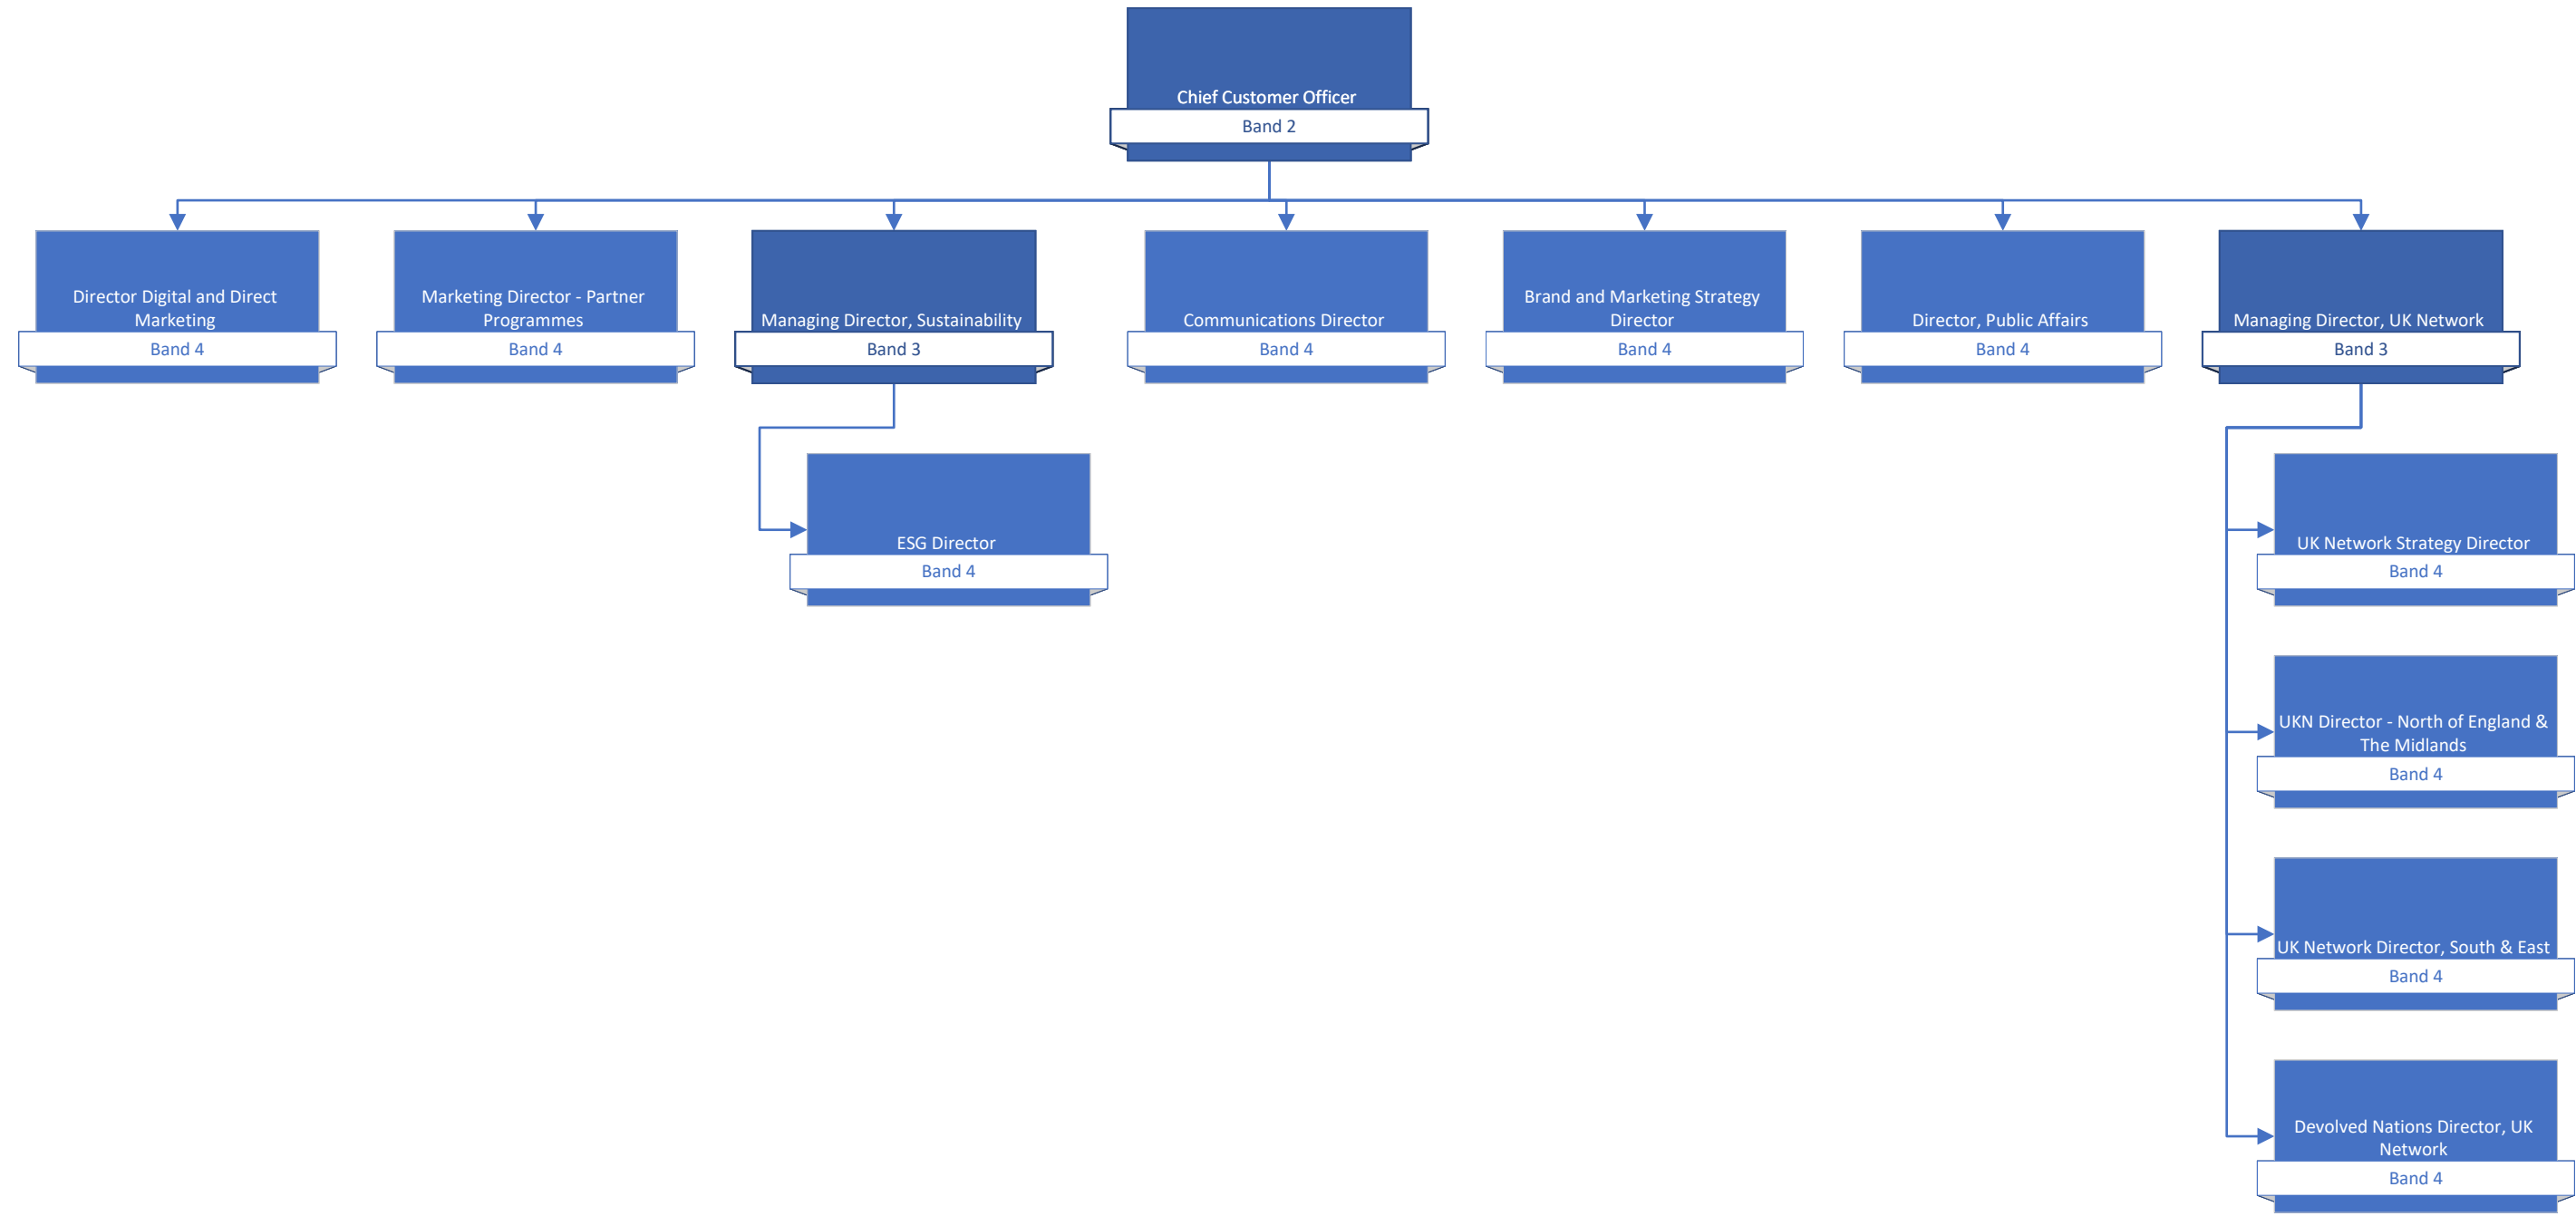 Chief Customer Officer
Band 2
Director Digital and Direct
Marketing
Band 4
Marketing Director - Partner
Programmes
Band 4
Managing Director, Sustainability
Band 3
Communications Director
Band 4
Brand and Marketing Strategy
Director
Band 4
Director, Public Affairs
Band 4
Managing Director, UK Network
Band 3
ESG Director
Band 4
UK Network Strategy Director
Band 4
UKN Director - North of England &
The Midlands
Band 4
UK Network Director, South & East
Band 4
Devolved Nations Director, UK
Network
Band 4